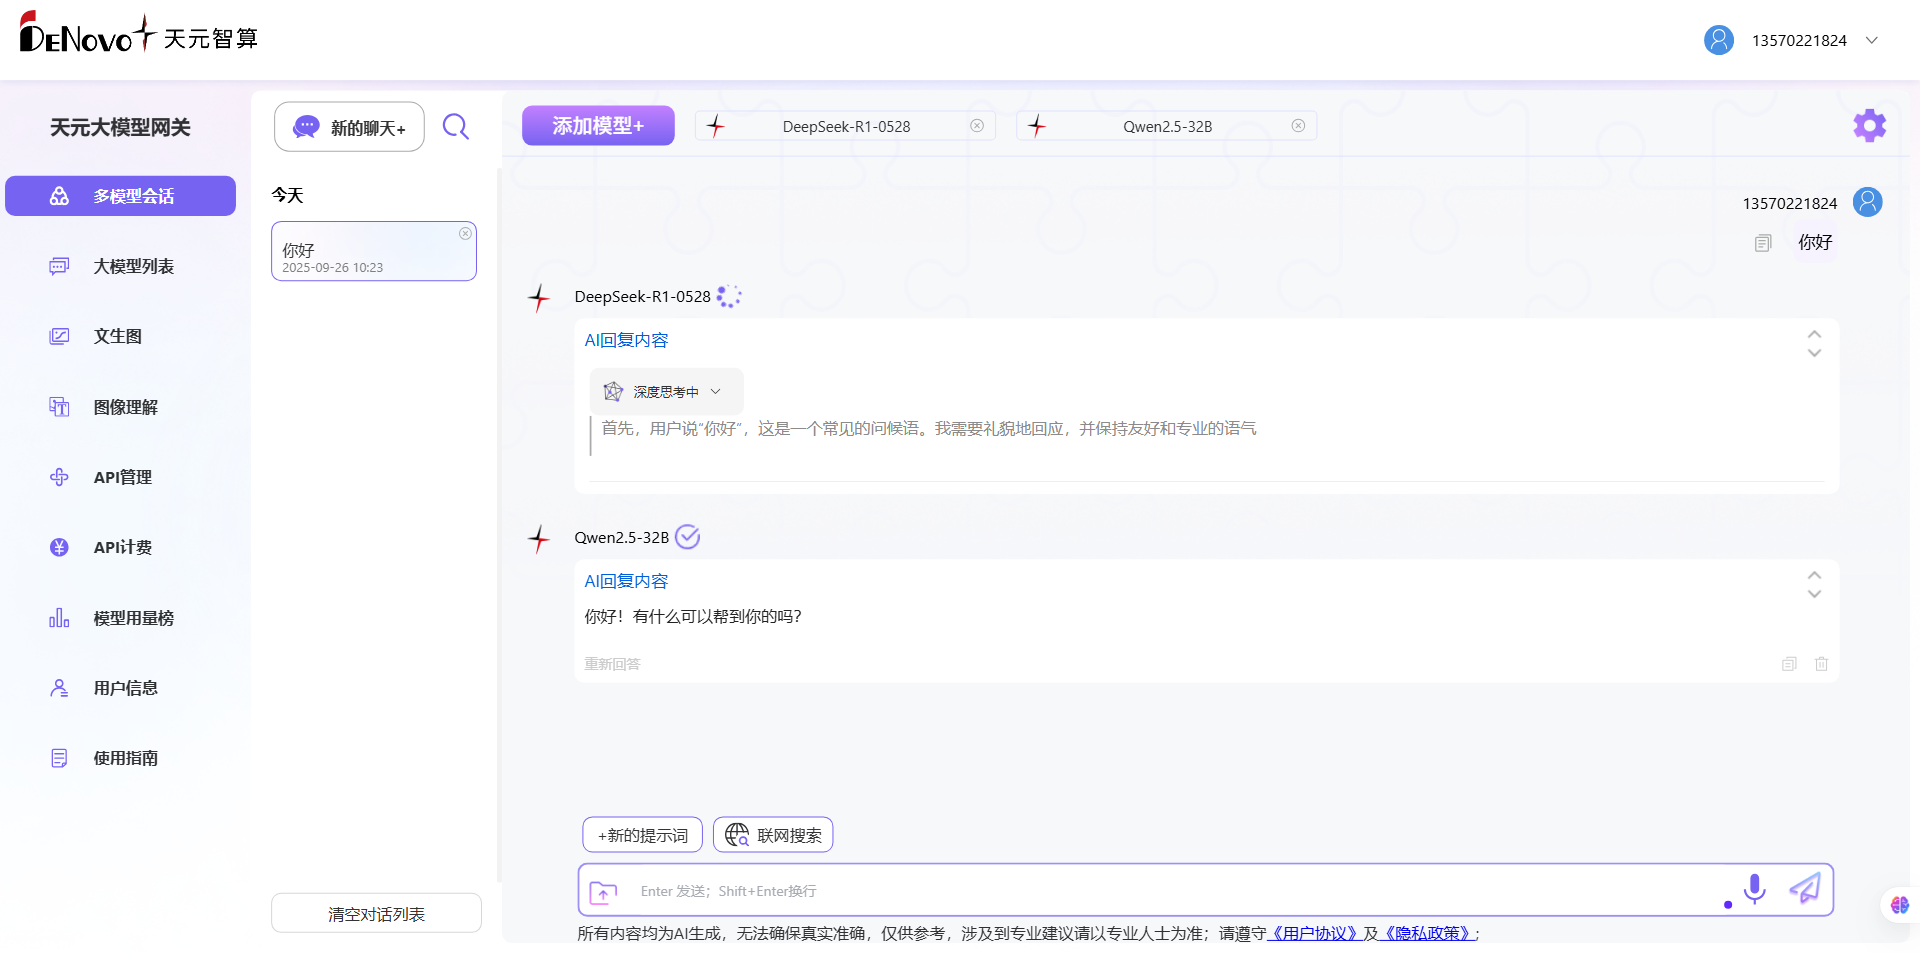 DeNovo 天元智算
13570221824
天元大模型网关
多模型会话
大模型列表
文生图
图像理解
API管理
API计费
模型用量榜
用户信息
使用指南
新的聊天+
今天
你好
2025-09-26 10:23
清空对话列表
添加模型+
DeepSeek-R1-0528
Qwen2.5-32B
13570221824
你好
DeepSeek-R1-0528
AI回复内容
深度思考中
首先，用户说“你好”，这是一个常见的问候语。我需要礼貌地回应，并保持友好和专业的语气
Qwen2.5-32B
AI回复内容
你好！有什么可以帮到你的吗？
重新回答
+新的提示词
联网搜索
Enter 发送；Shift+Enter换行
所有内容均为AI生成，无法确保真实准确，仅供参考，涉及到专业建议请以专业人士为准；请遵守《用户协议》及《隐私政策》;